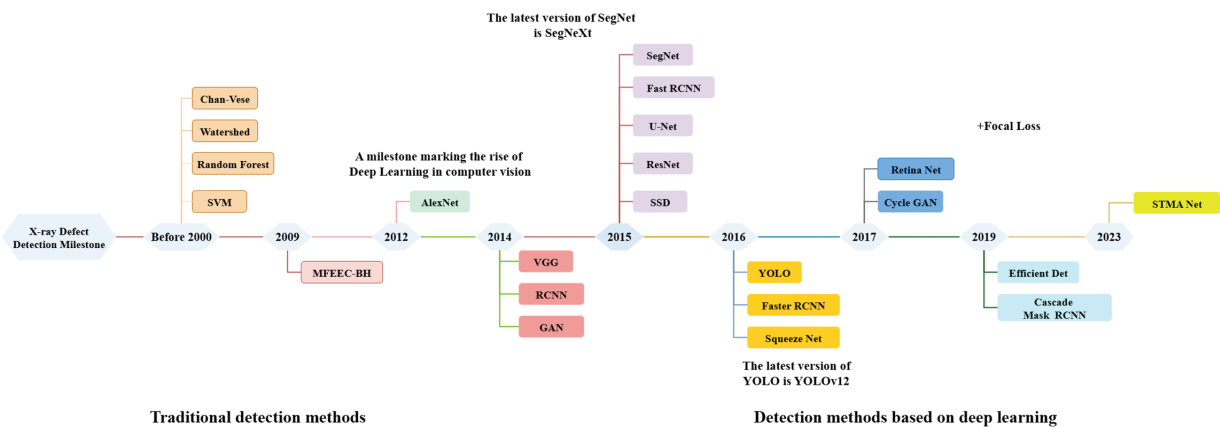 The latest version of SegNet
is SegNeXt
SegNet
Fast RCNN
U-Net
ResNet
SSD
Chan-Vese
Watershed
Random Forest
SVM
A milestone marking the rise of
Deep Learning in computer vision
AlexNet
+Focal Loss
Retina Net
Cycle GAN
STMA Net
X-ray Defect
Detection Milestone
Before 2000
2009
2012
2014
2015
2016
2017
2019
2023
MFEEC-BH
VGG
RCNN
GAN
YOLO
Faster RCNN
Squeeze Net
Efficient Det
Cascade
Mask RCNN
The latest version of
YOLO is YOLOv12
Traditional detection methods
Detection methods based on deep learning